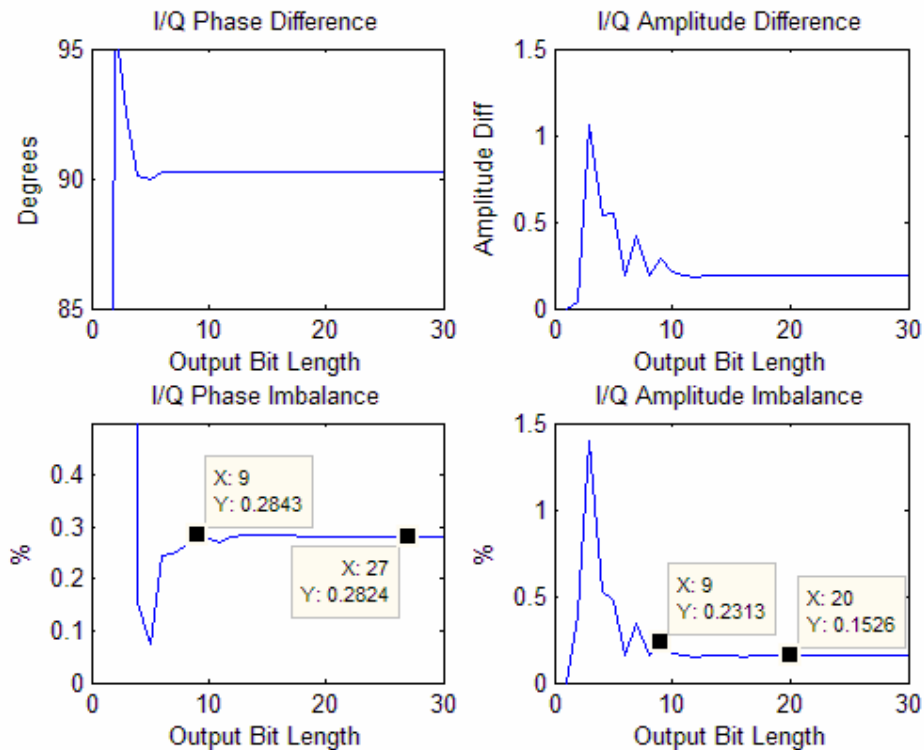 I/Q Phase Difference
95
90
85
Degrees
0
10
20
30
Output Bit Length
I/Q Amplitude Difference
1.5
1
0.5
0
Amplitude Diff
0
10
20
30
Output Bit Length
I/Q Phase Imbalance
0.4
0.3
0.2
0.1
0
%
X: 9
Y: 0.2843
X: 27
Y: 0.2824
0
10
20
30
Output Bit Length
I/Q Amplitude Imbalance
1.5
1
0.5
0
%
X: 9
Y: 0.2313
X: 20
Y: 0.1526
0
10
20
30
Output Bit Length